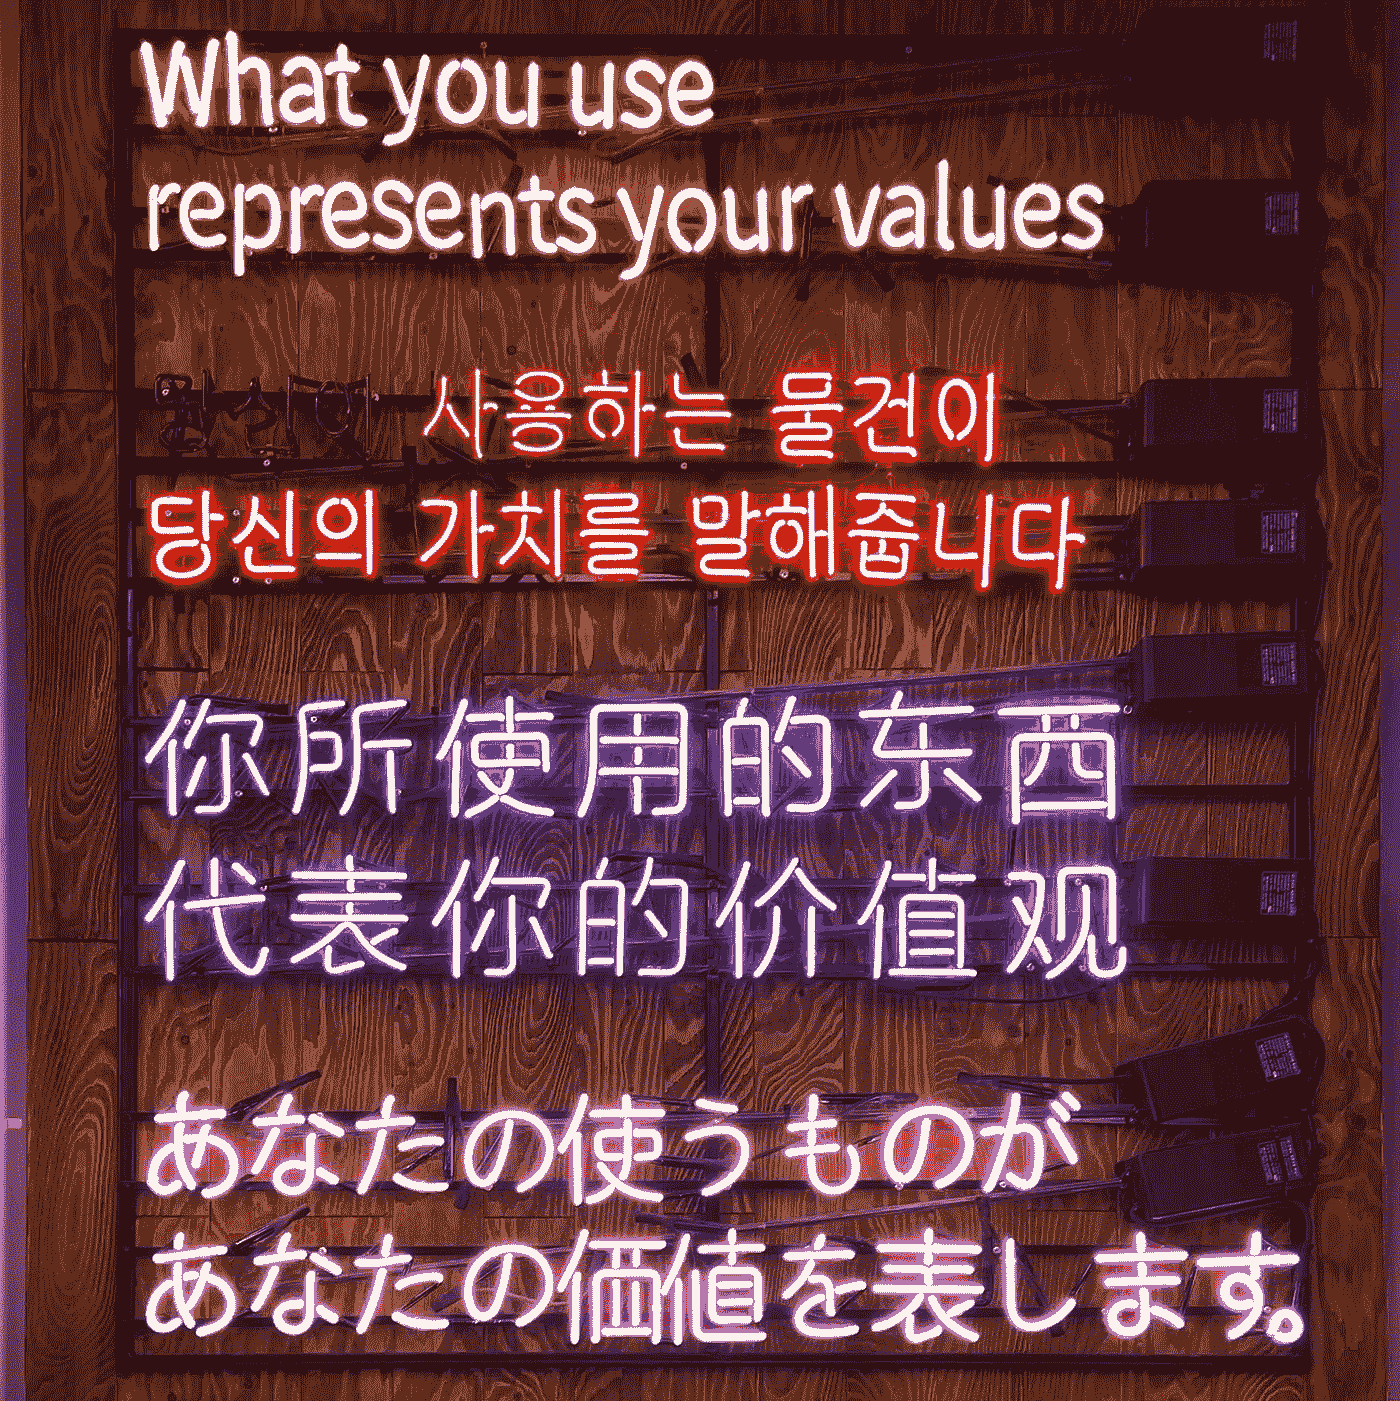 What you use
represents your values
사용하는 물건이
당신의 가치를 말해줍니다
你所使用的东西
代表你的价值观
あなたの使うものが
あなたの価値を表します。